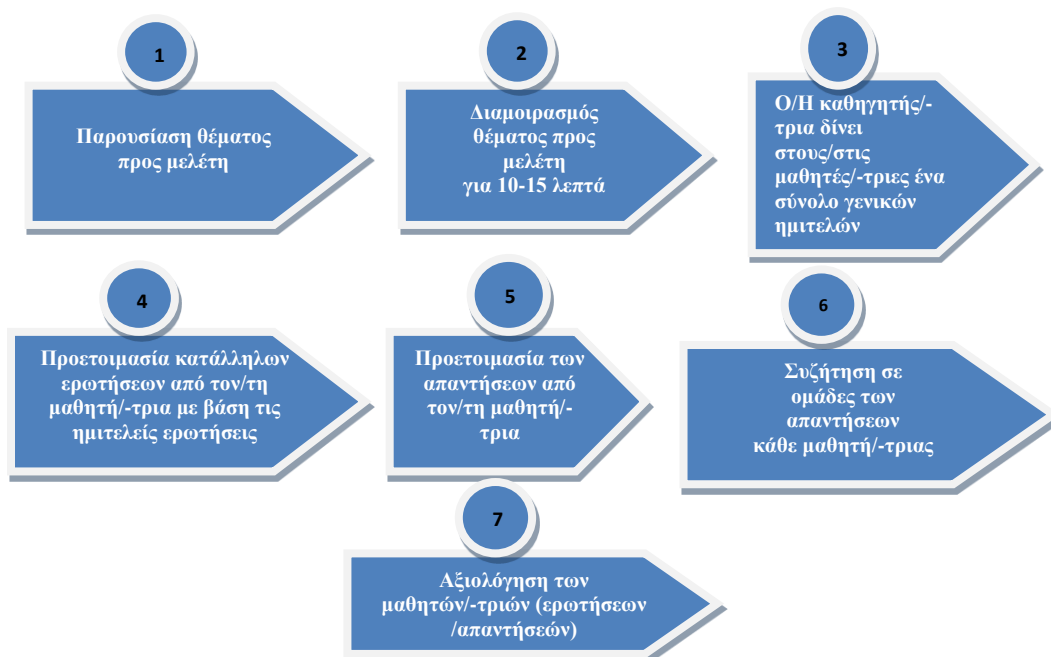 1
Παρουσίαση θέματος
προς μελέτη
2
Διαμοιρασμός
θέματος προς
μελέτη
για 10-15 λεπτά
3
Ο/Η καθηγητής/-
τρια δίνει
στους/στις
μαθητές/-τριες ένα
σύνολο γενικών
ημιτελών
4
Προετοιμασία κατάλληλων
ερωτήσεων από τον/τη
μαθητή/-τρια με βάση τις
ημιτελείς ερωτήσεις
5
Προετοιμασία των
απαντήσεων από
τον/τη μαθητή/-
τρια
6
Συζήτηση σε
ομάδες των
απαντήσεων
κάθε μαθητή/-τριας
7
Αξιολόγηση των
μαθητών/-τριών (ερωτήσεων
/απαντήσεών)